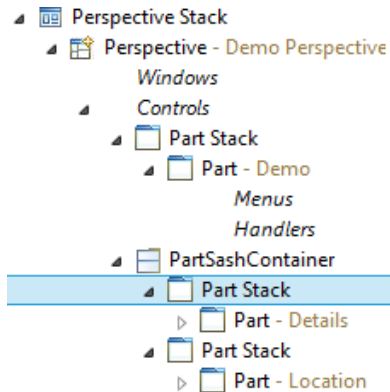 Perspective Stack
Perspective - Demo Perspective
Windows
Controls
Part Stack
Part - Demo
Menus
Handlers
PartSashContainer
Part Stack
Part - Details
Part Stack
Part - Location